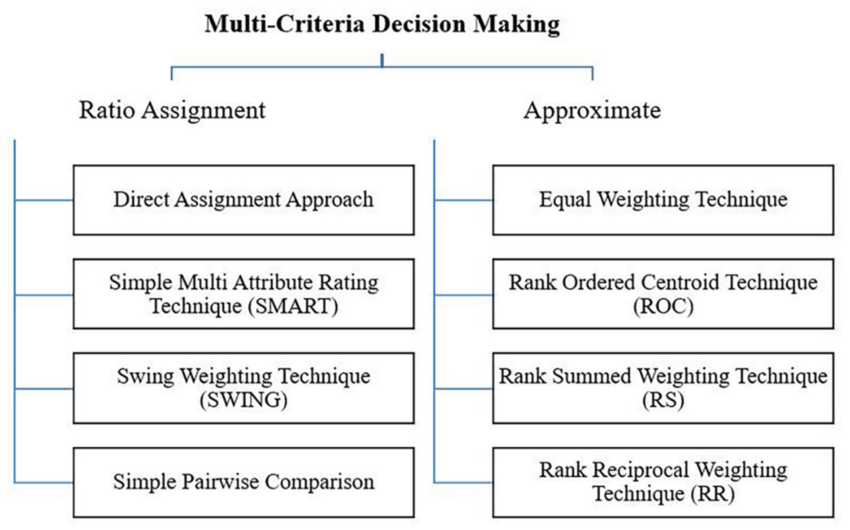 Multi-Criteria Decision Making
Ratio Assignment
Direct Assignment Approach
Simple Multi Attribute Rating
Technique (SMART)
Swing Weighting Technique
(SWING)
Simple Pairwise Comparison
Approximate
Equal Weighting Technique
Rank Ordered Centroid Technique
(ROC)
Rank Summed Weighting Technique
(RS)
Rank Reciprocal Weighting
Technique (RR)